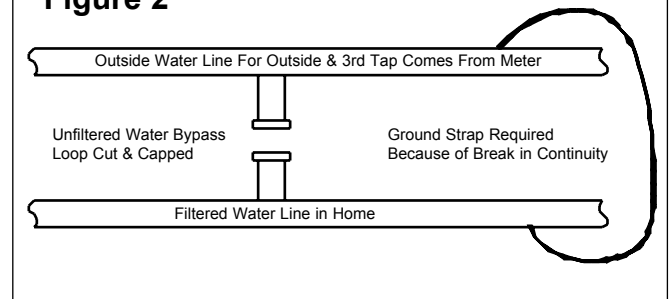 Figure 2
Outside Water Line For Outside & 3rd Tap Comes From Meter
Unfiltered Water Bypass
Loop Cut & Capped
Ground Strap Required
Because of Break in Continuity
Filtered Water Line in Home